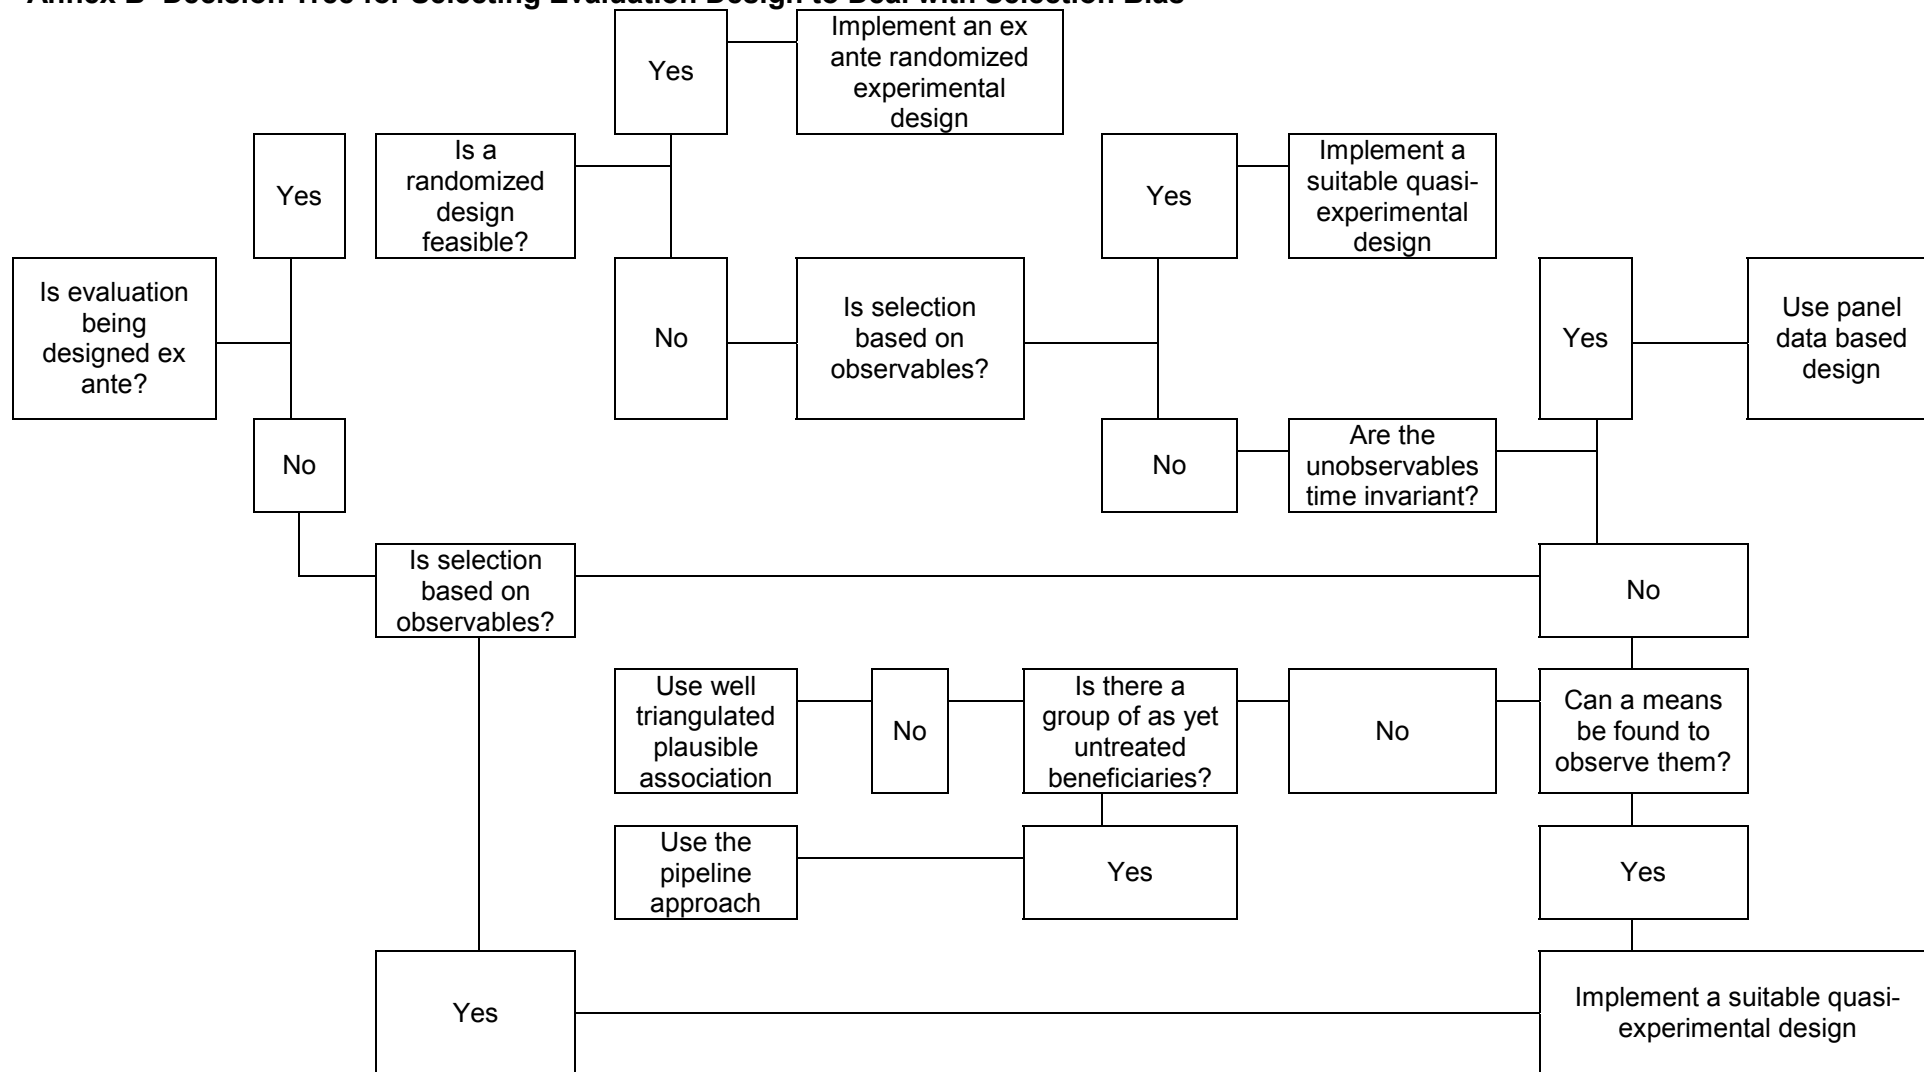 Annex B Decision Tree for Selecting Evaluation Design to Deal with Selection Bias
Yes
Implement an ex
ante randomized
experimental
design
Yes
Is a
randomized
design
feasible?
Yes
Implement a
suitable quasi-
experimental
design
Is evaluation
being
designed ex
ante?
No
Is selection
based on
observables?
Yes
Use panel
data based
design
No
No
Are the
unobservables
time invariant?
Is selection
based on
observables?
No
Use well
triangulated
plausible
association
No
Is there a
group of as yet
untreated
beneficiaries?
No
Can a means
be found to
observe them?
Use the
pipeline
approach
Yes
Yes
Yes
Implement a suitable quasi-
experimental design